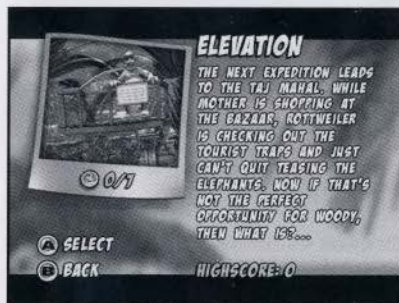 ELEVATION
THE NEXT EXPEDITION LEADS
TO THE TAJ MAHAL. WHILE
MOTHER IS SHOPPING AT
THE BAZAAR, ROTTWEILER
IS CHECKING OUT THE
TOURIST TRAPS AND JUST
CAN'T QUIT TEASING THE
ELEPHANTS. NOW IF THAT'S
NOT THE PERFECT
OPPORTUNITY FOR WOODY,
THEN WHAT IS?...
0/7
A SELECT
B BACK
HIGHSCORE: 0